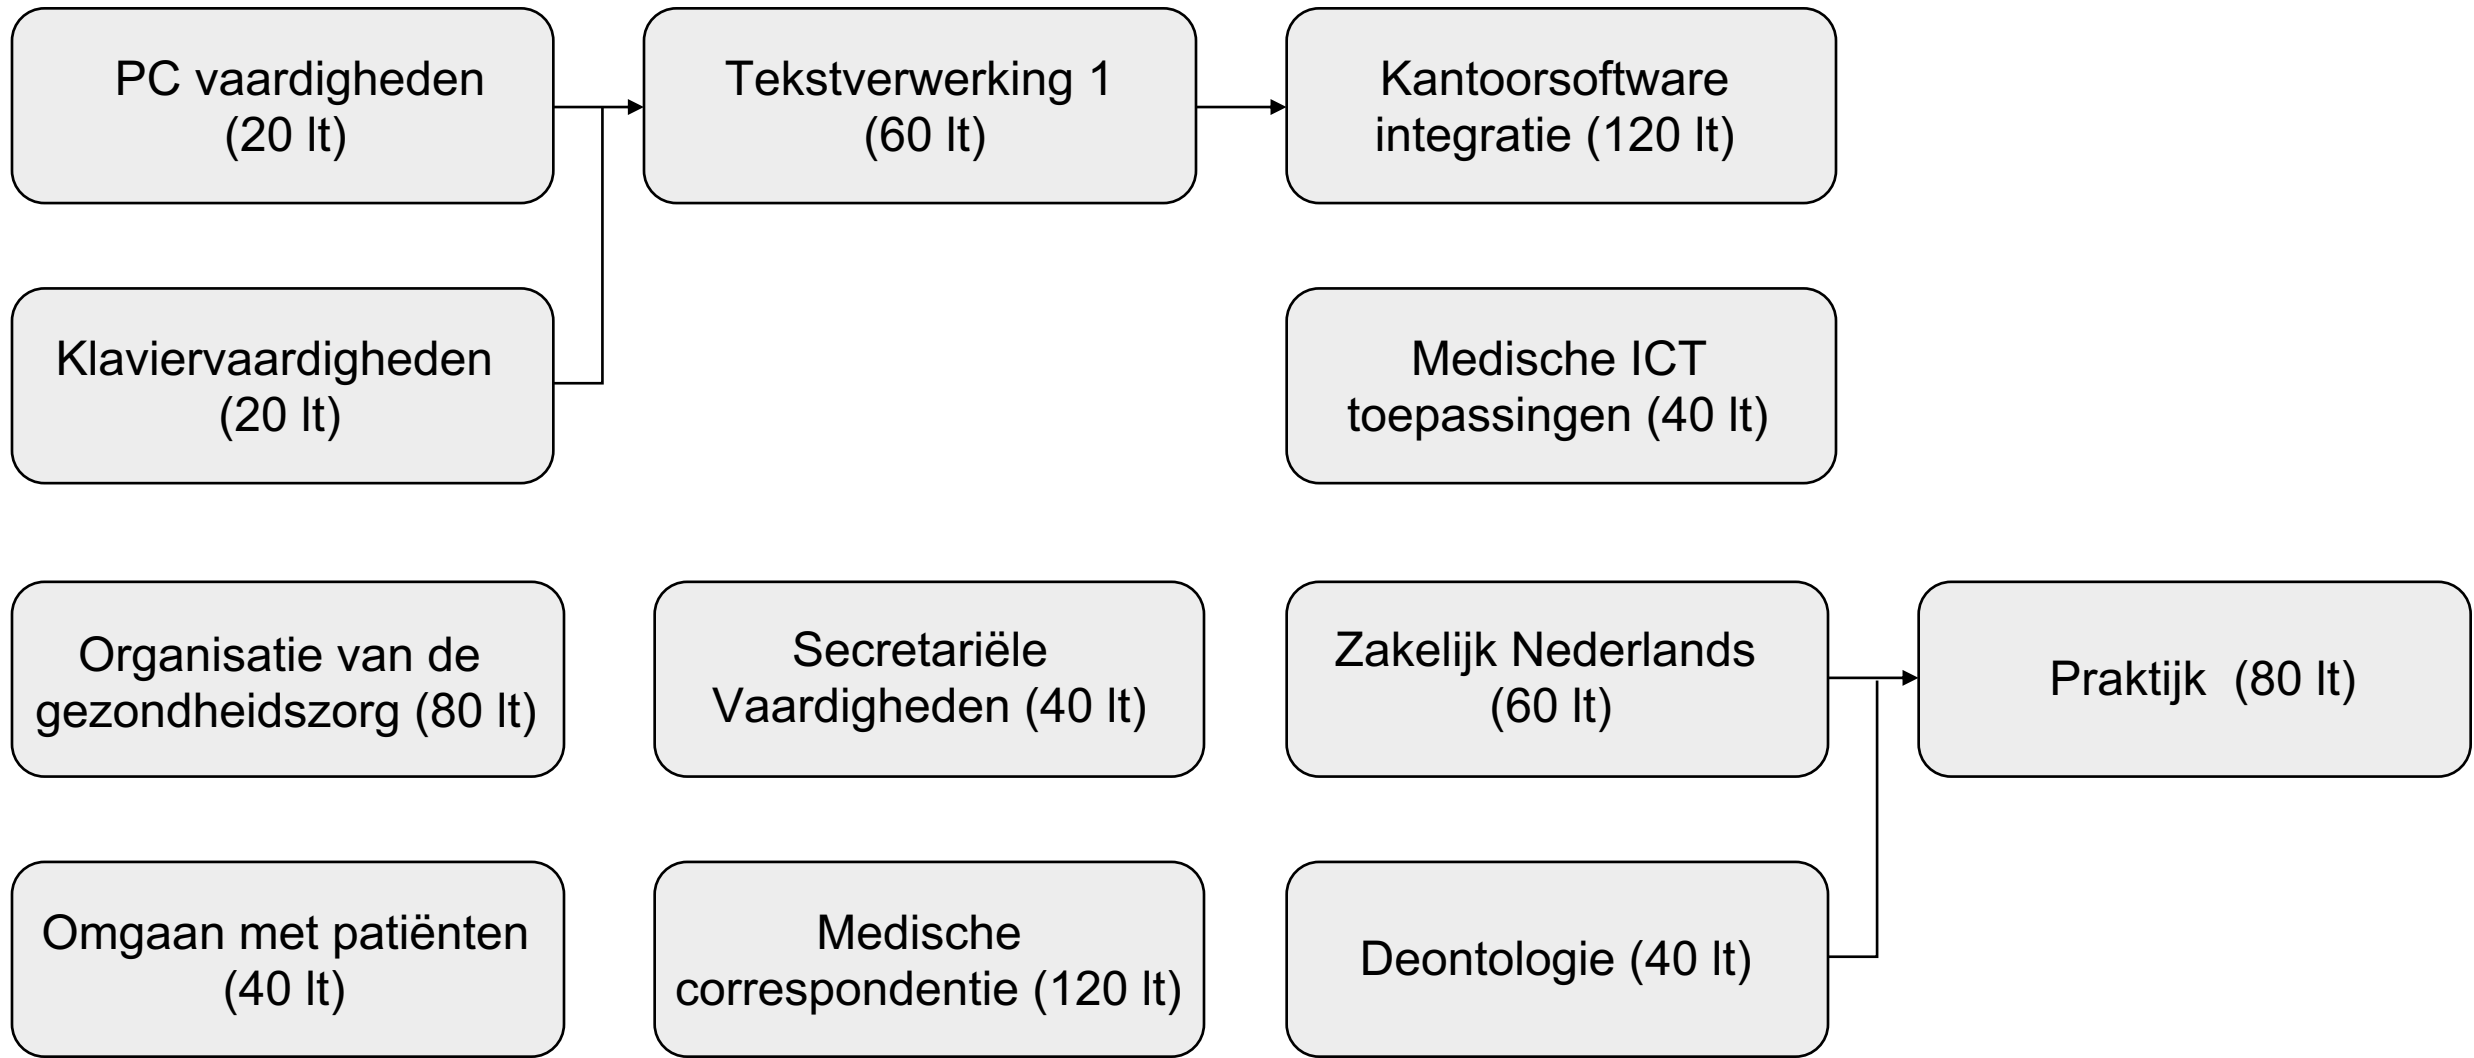 PC vaardigheden
(20 lt)
Tekstverwerking 1
(60 lt)
Kantoorsoftware
integratie (120 lt)
Klaviervaardigheden
(20 lt)
Medische ICT
toepassingen (40 lt)
Organisatie van de
gezondheidszorg (80 lt)
Secretariële
Vaardigheden (40 lt)
Zakelijk Nederlands
(60 lt)
Praktijk (80 lt)
Omgaan met patiënten
(40 lt)
Medische
correspondentie (120 lt)
Deontologie (40 lt)